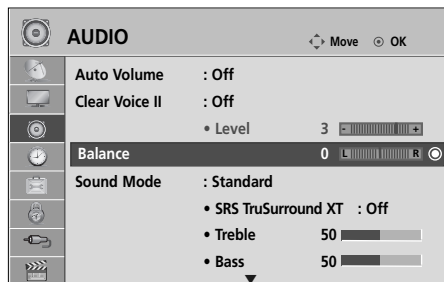 AUDIO Move OK
Auto Volume : Off
Clear Voice II : Off
• Level 3 - +
Balance 0 L R
Sound Mode : Standard
• SRS TruSurround XT : Off
• Treble 50
• Bass 50